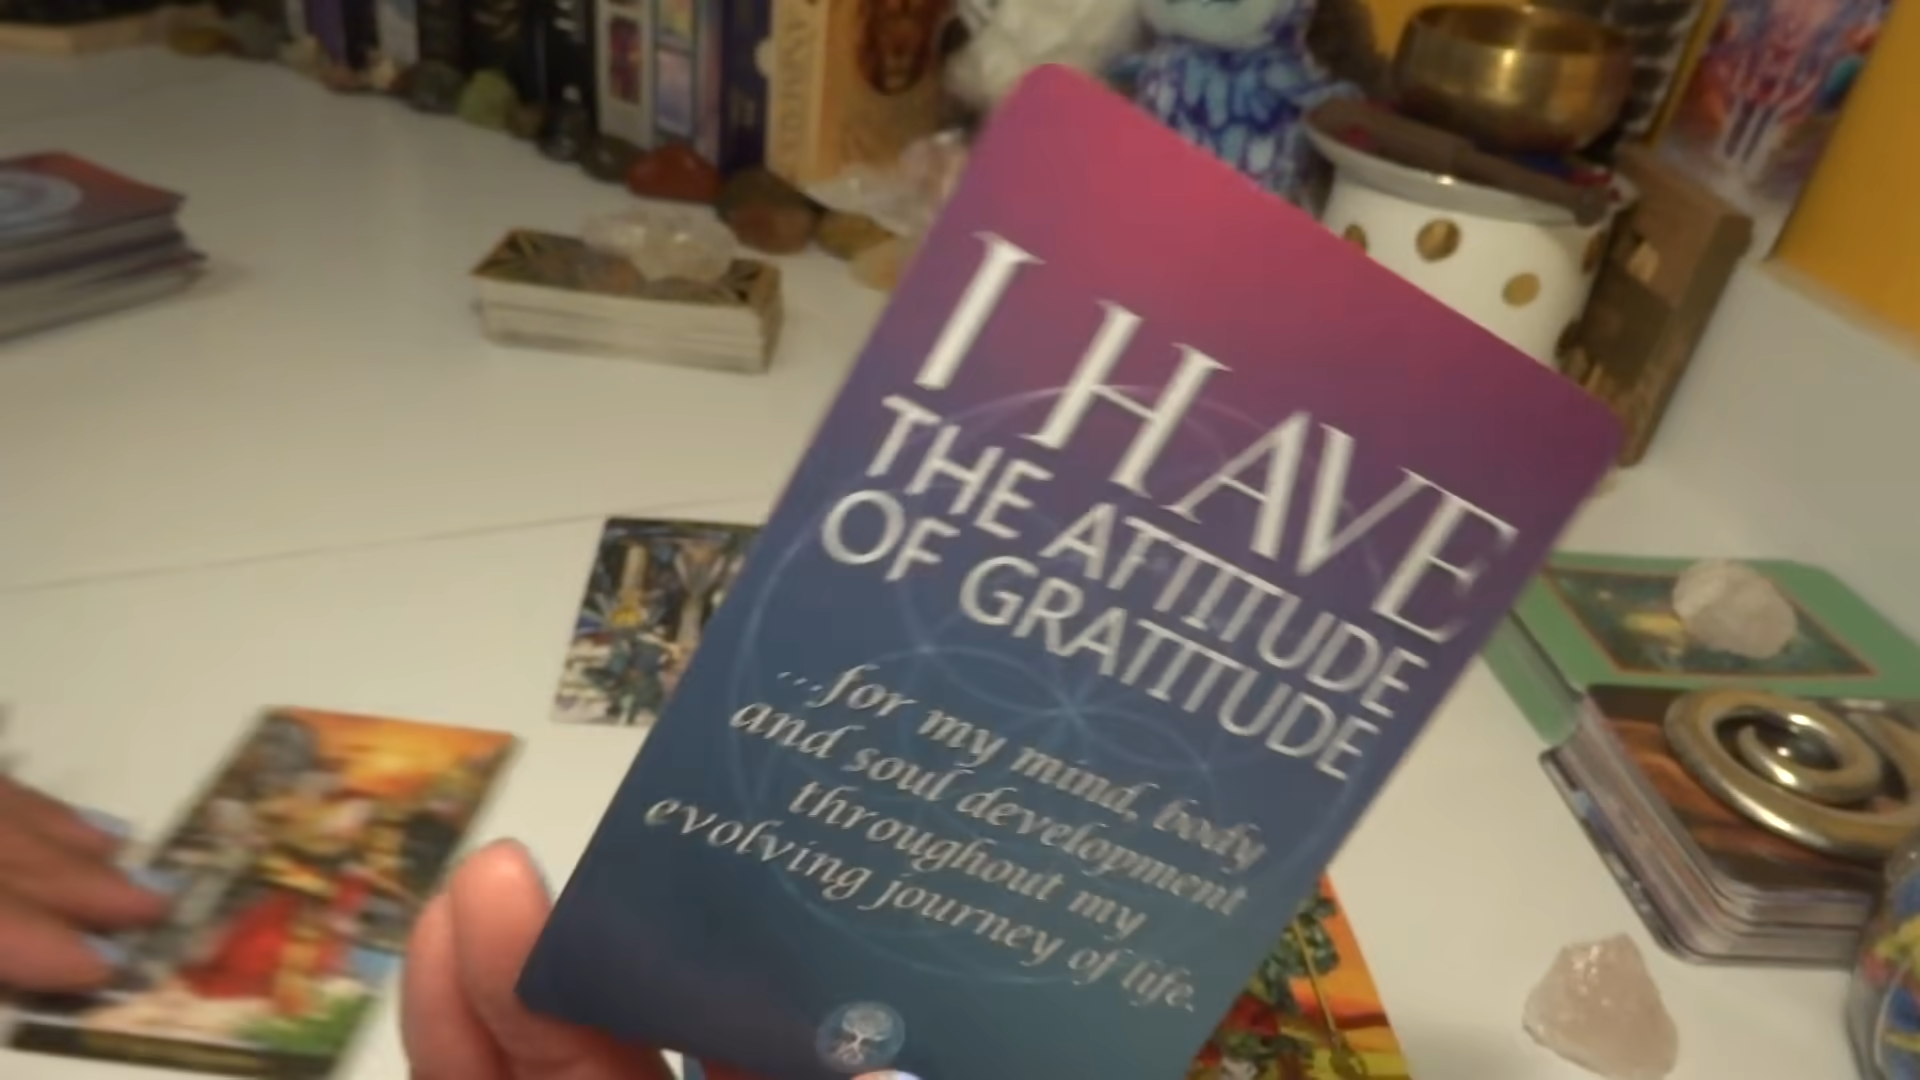 I HAVE
THE ATTITUDE
OF GRATITUDE
...for my mind, body
and soul development
throughout my
evolving journey of life.